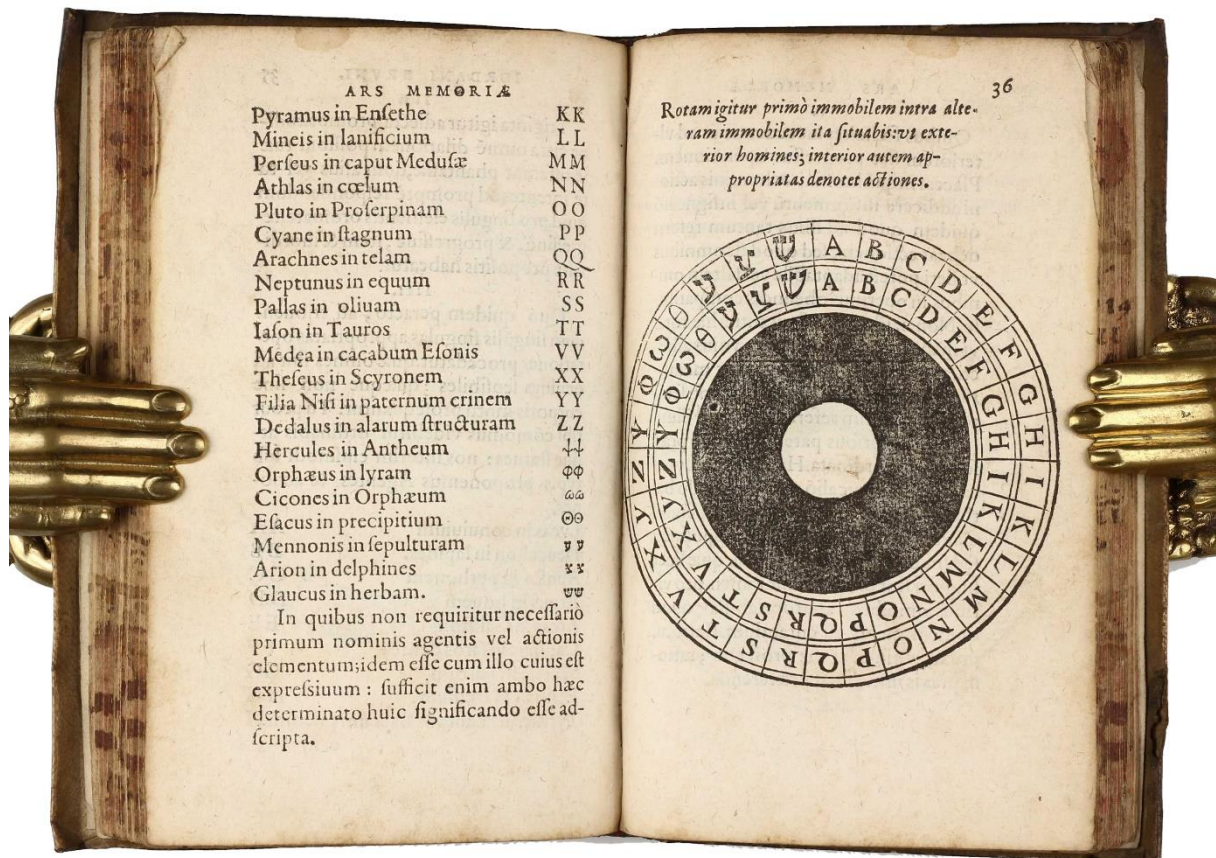 ARS MEMORIÆ
Pyramus in Enſethe KK
Mineis in lanificium LL
Perſeus in caput Meduſæ MM
Athlas in cœlum NN
Pluto in Proſerpinam OO
Cyane in ſtagnum PP
Arachnes in telam QQ
Neptunus in equum RR
Pallas in oliuam SS
Iaſon in Tauros TT
Medęa in cacabum Eſonis VV
Theſeus in Scyronem XX
Filia Niſi in paternum crinem YY
Dedalus in alarum ſtructuram ZZ
Hercules in Antheum
Orphæus in lyram ΦΦ
Cicones in Orphæum ωω
Eſacus in precipitium ΘΘ
Mennonis in ſepulturam עע
Arion in delphines צצ
Glaucus in herbam. שש
In quibus non requiritur neceſſariò
primum nominis agentis vel actionis
elementum;idem eſſe cum illo cuius eſt
expreſsiuum : ſufficit enim ambo hæc
determinato huic ſignificando eſſe ad-
ſcripta.
36
Rotam igitur primò immobilem intra alte-
ram immobilem ita ſituabis:vt exte-
rior homines; interior autem ap-
propriatas denotet actiones.
A B C D E F G H I K L M N O P Q R S T V X Y Z Y Φ ω θ ע צ ש
A B C D E F G H I K L M N O P Q R S T V X Y Z Y Φ ω θ ע צ ש